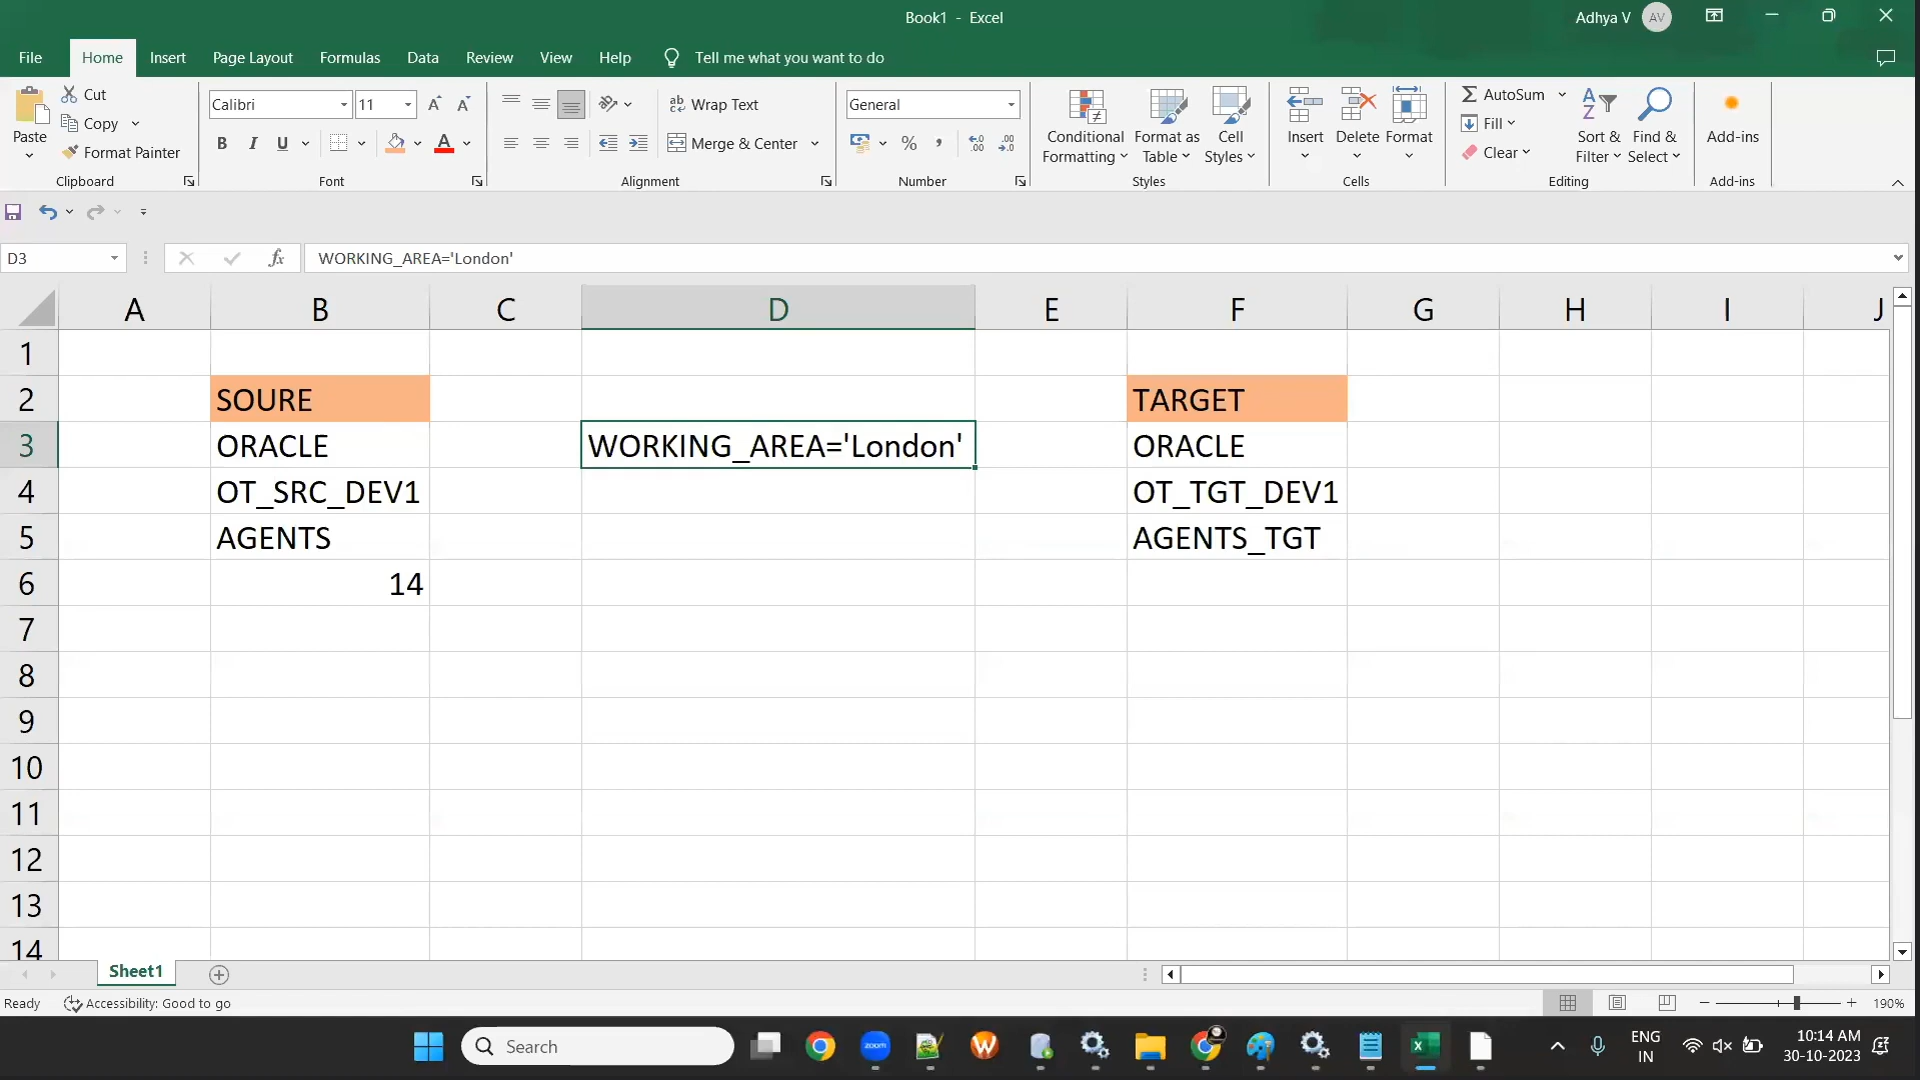 Book1 - Excel
Adhya V
AV
File
Home
Insert
Page Layout
Formulas
Data
Review
View
Help
Tell me what you want to do
Paste
Cut
Copy
Format Painter
Clipboard
Calibri
11
B I U
Font
Wrap Text
Merge & Center
Alignment
General
%
Number
Conditional Formatting
Format as Table
Cell Styles
Styles
Insert
Delete
Format
Cells
AutoSum
Fill
Clear
Sort & Filter
Find & Select
Editing
Add-ins
Add-ins
D3
fx
WORKING_AREA='London'
A B C D E F G H I J
1
2 SOURE TARGET
3 ORACLE WORKING_AREA='London' ORACLE
4 OT_SRC_DEV1 OT_TGT_DEV1
5 AGENTS AGENTS_TGT
6 14
7
8
9
10
11
12
13
14
Sheet1
Ready
Accessibility: Good to go
190%
Search
zoom
ENG
IN
10:14 AM
30-10-2023